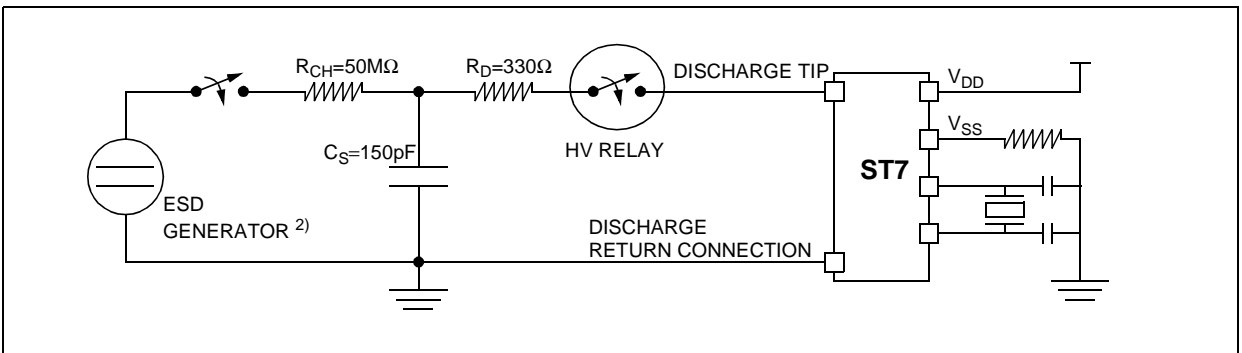 R_CH=50MΩ
R_D=330Ω
DISCHARGE TIP
V_DD
V_SS
C_S=150pF
HV RELAY
ST7
ESD
GENERATOR 2)
DISCHARGE
RETURN CONNECTION